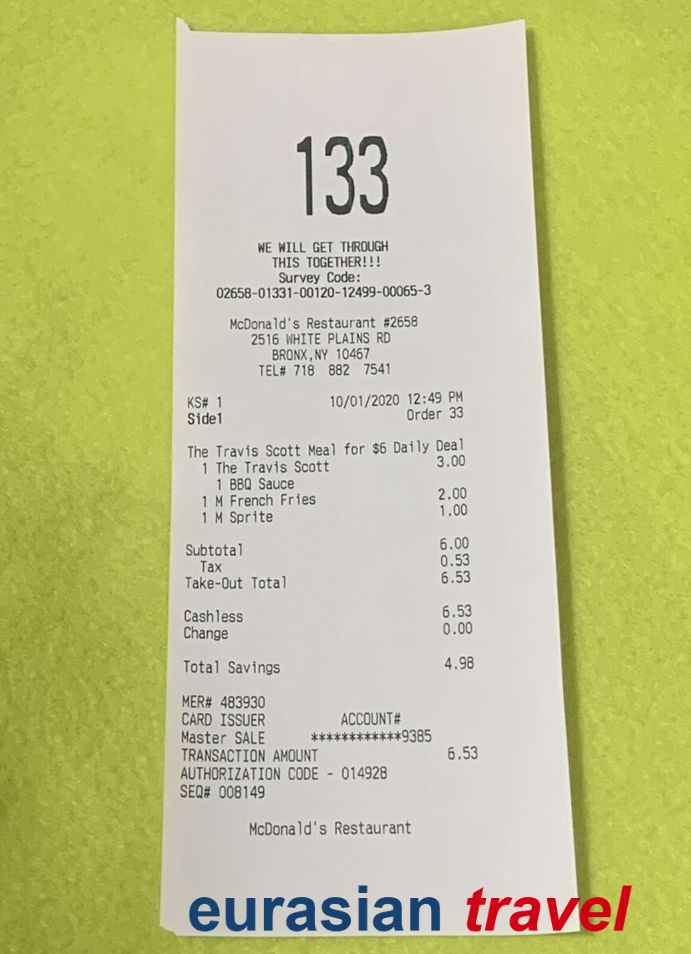 133
WE WILL GET THROUGH
THIS TOGETHER!!!
Survey Code:
02658-01331-00120-12499-00065-3
McDonald's Restaurant #2658
2516 WHITE PLAINS RD
BRONX,NY 10467
TEL# 718 882 7541
KS# 1 10/01/2020 12:49 PM
Side1 Order 33
The Travis Scott Meal for $6 Daily Deal
1 The Travis Scott 3.00
1 BBQ Sauce
1 M French Fries 2.00
1 M Sprite 1.00
Subtotal 6.00
Tax 0.53
Take-Out Total 6.53
Cashless 6.53
Change 0.00
Total Savings 4.98
MER# 483930
CARD ISSUER ACCOUNT#
Master SALE ************9385
TRANSACTION AMOUNT 6.53
AUTHORIZATION CODE - 014928
SEQ# 008149
McDonald's Restaurant
eurasian travel